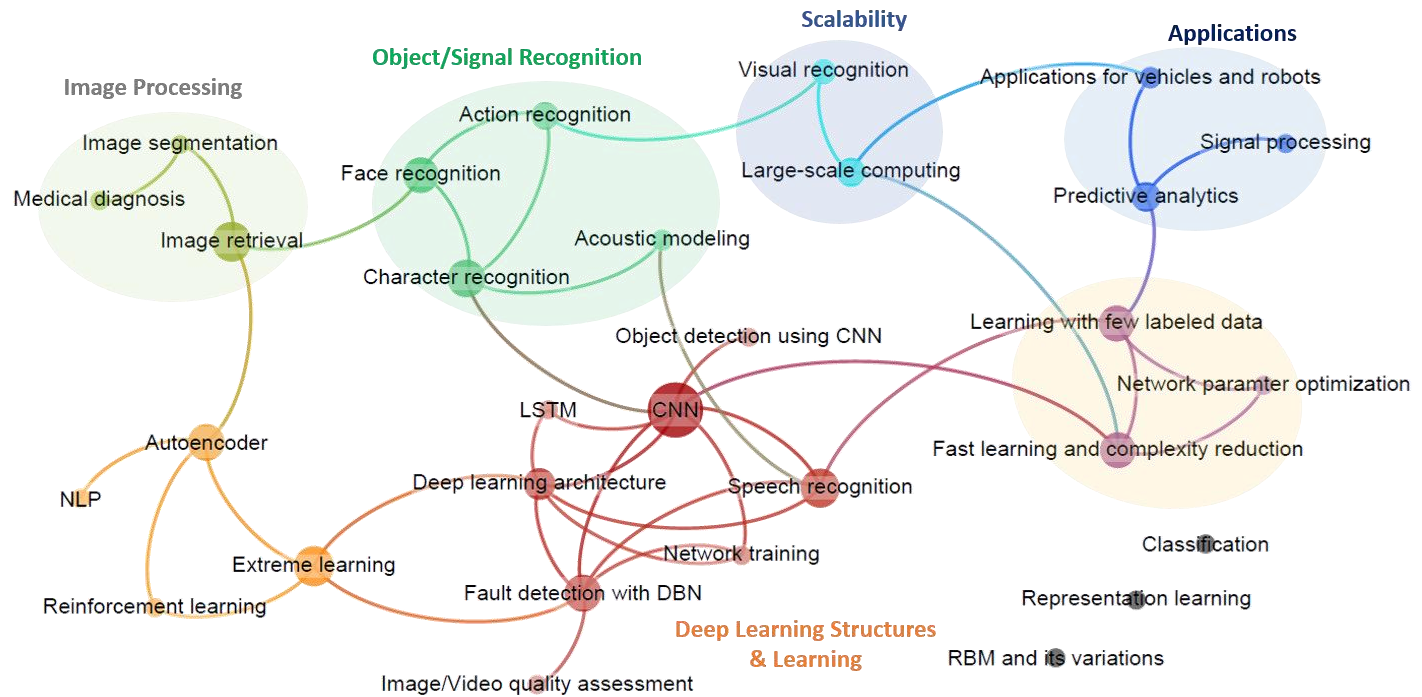 Scalability
Applications
Object/Signal Recognition
Image Processing
Visual recognition
Applications for vehicles and robots
Action recognition
Image segmentation
Signal processing
Face recognition
Large-scale computing
Medical diagnosis
Predictive analytics
Image retrieval
Acoustic modeling
Character recognition
Learning with few labeled data
Object detection using CNN
Network paramter optimization
LSTM
CNN
Autoencoder
Fast learning and complexity reduction
Deep learning architecture
Speech recognition
NLP
Classification
Network training
Extreme learning
Fault detection with DBN
Representation learning
Reinforcement learning
Deep Learning Structures
& Learning
RBM and its variations
Image/Video quality assessment